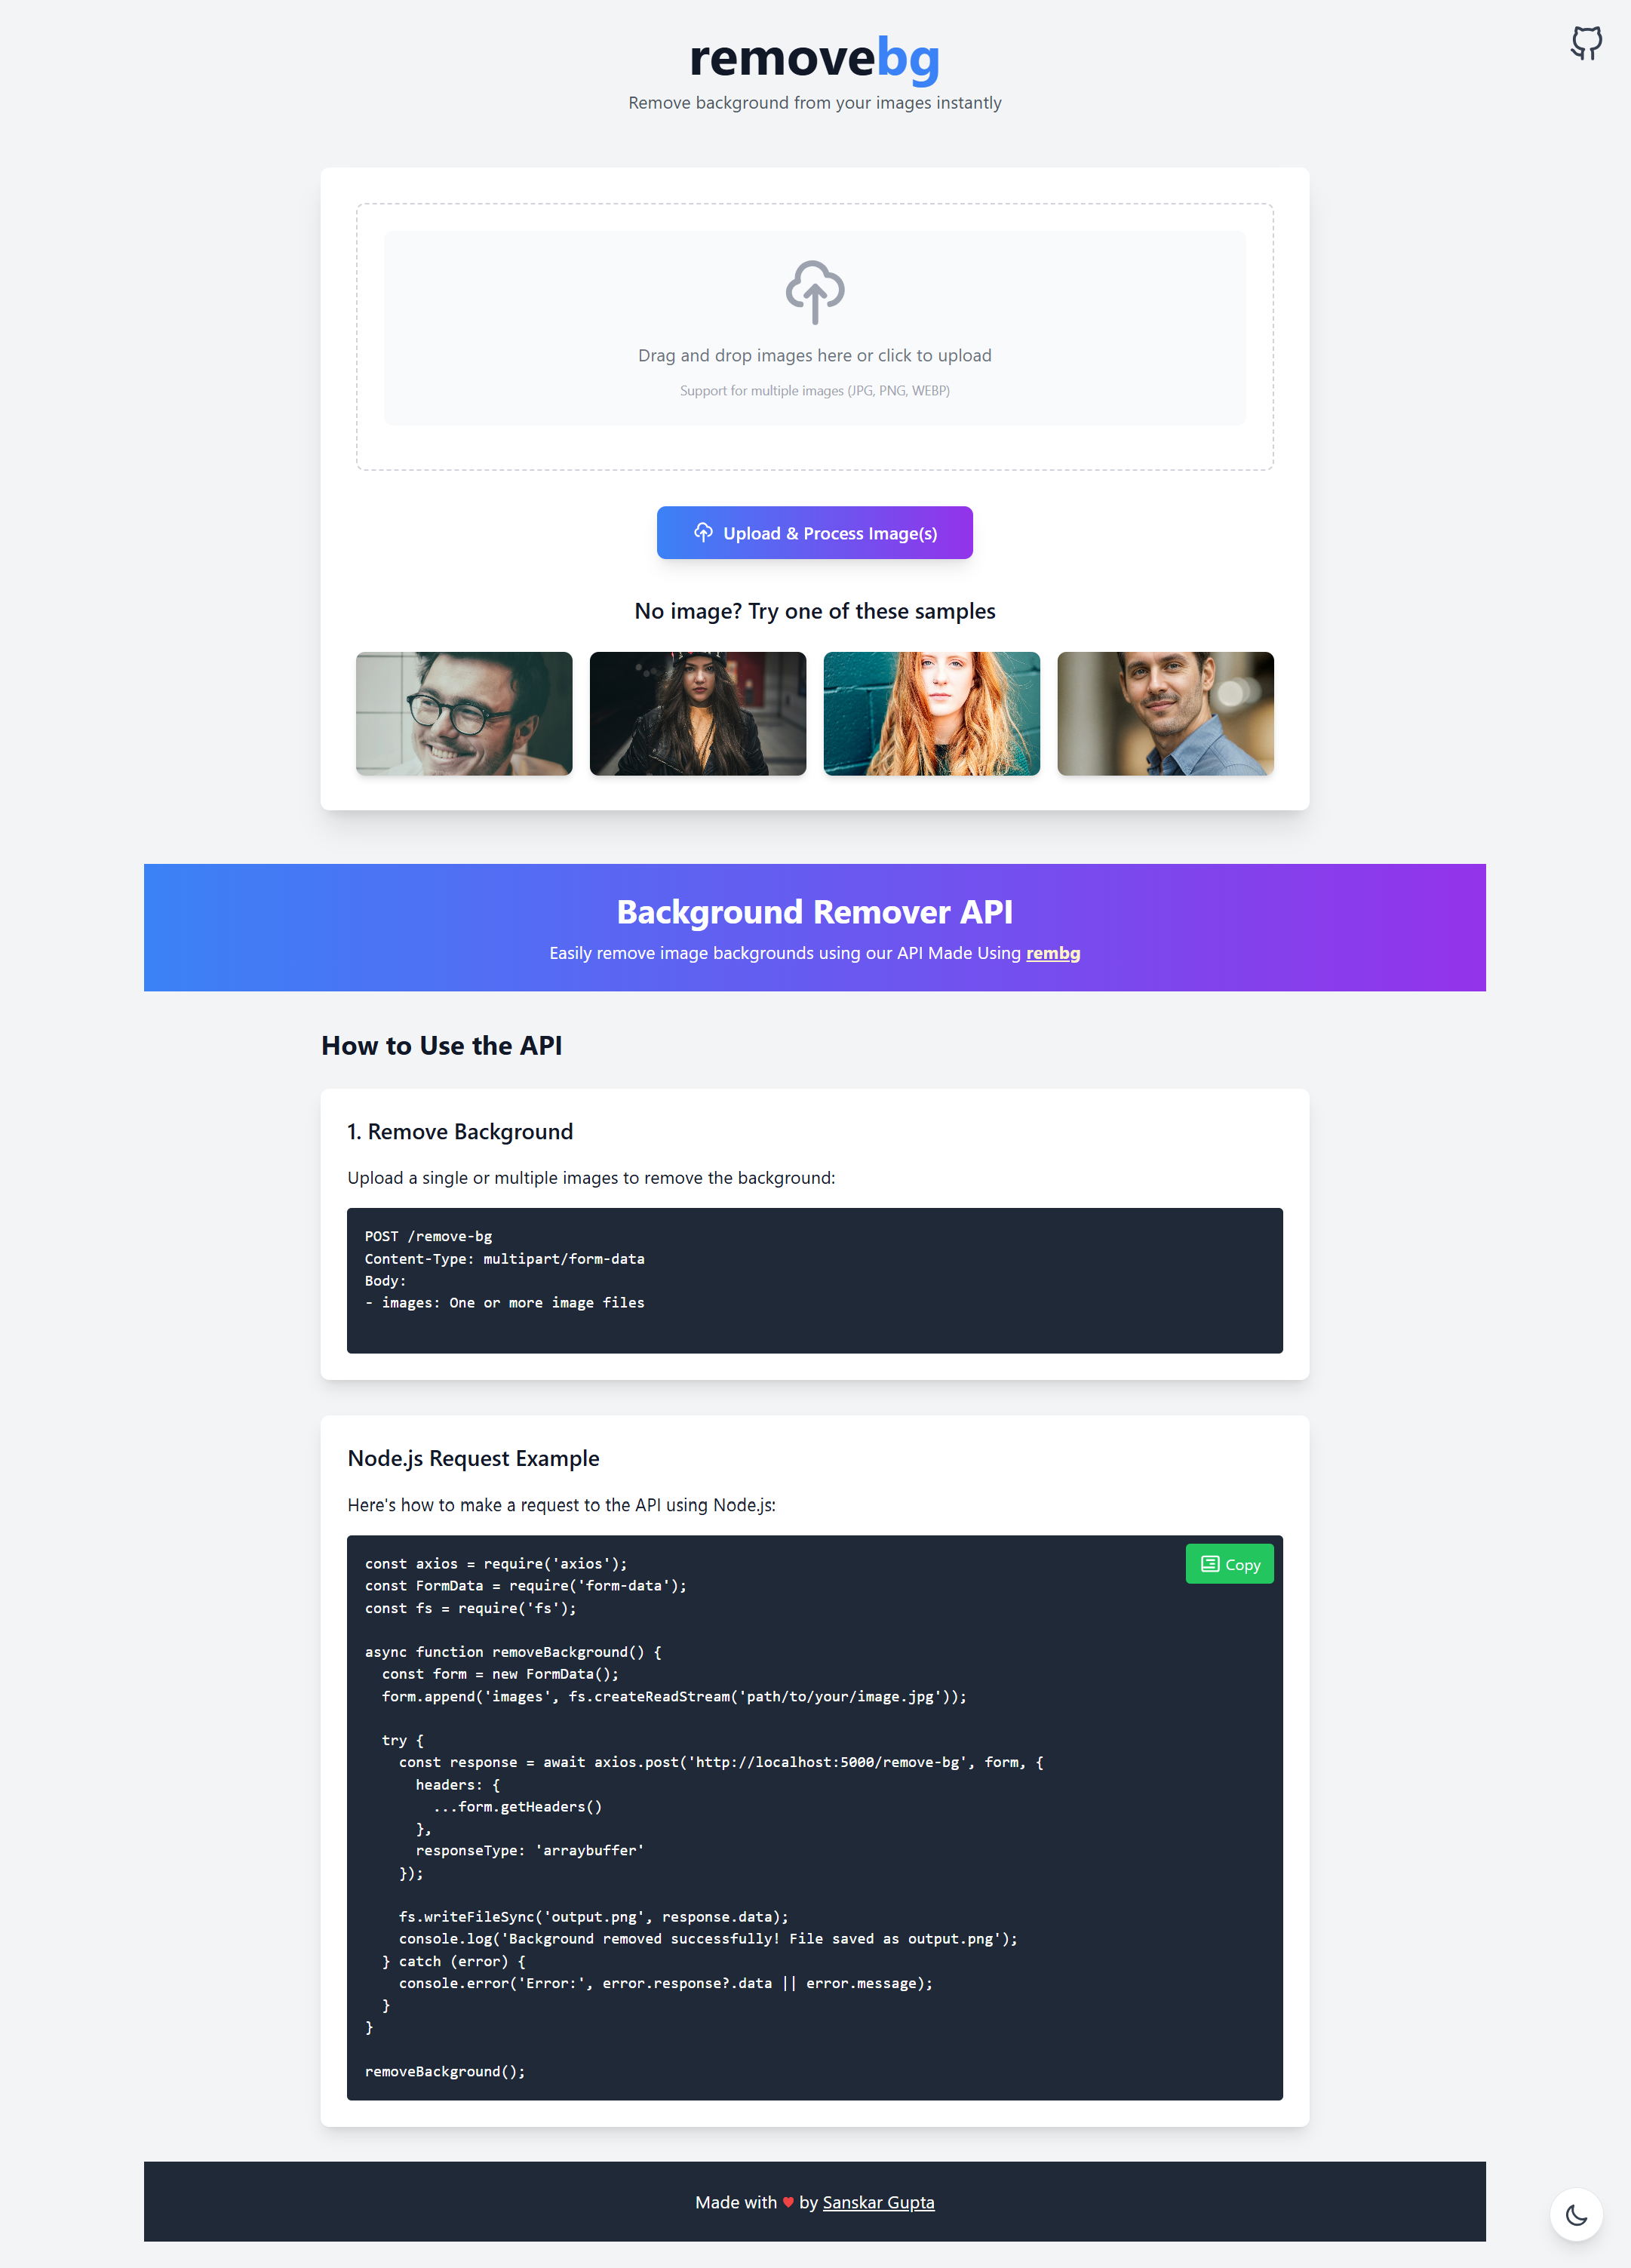 removebg
Remove background from your images instantly
Drag and drop images here or click to upload
Support for multiple images (JPG, PNG, WEBP)
Upload & Process Image(s)
No image? Try one of these samples
Background Remover API
Easily remove image backgrounds using our API Made Using rembg
How to Use the API
1. Remove Background
Upload a single or multiple images to remove the background:
POST /remove-bg
Content-Type: multipart/form-data
Body:
- images: One or more image files
Node.js Request Example
Here's how to make a request to the API using Node.js:
Copy
const axios = require('axios');
const FormData = require('form-data');
const fs = require('fs');
async function removeBackground() {
  const form = new FormData();
  form.append('images', fs.createReadStream('path/to/your/image.jpg'));
  try {
    const response = await axios.post('http://localhost:5000/remove-bg', form, {
      headers: {
        ...form.getHeaders()
      },
      responseType: 'arraybuffer'
    });
    fs.writeFileSync('output.png', response.data);
    console.log('Background removed successfully! File saved as output.png');
  } catch (error) {
    console.error('Error:', error.response?.data || error.message);
  }
}
removeBackground();
Made with ♥ by Sanskar Gupta